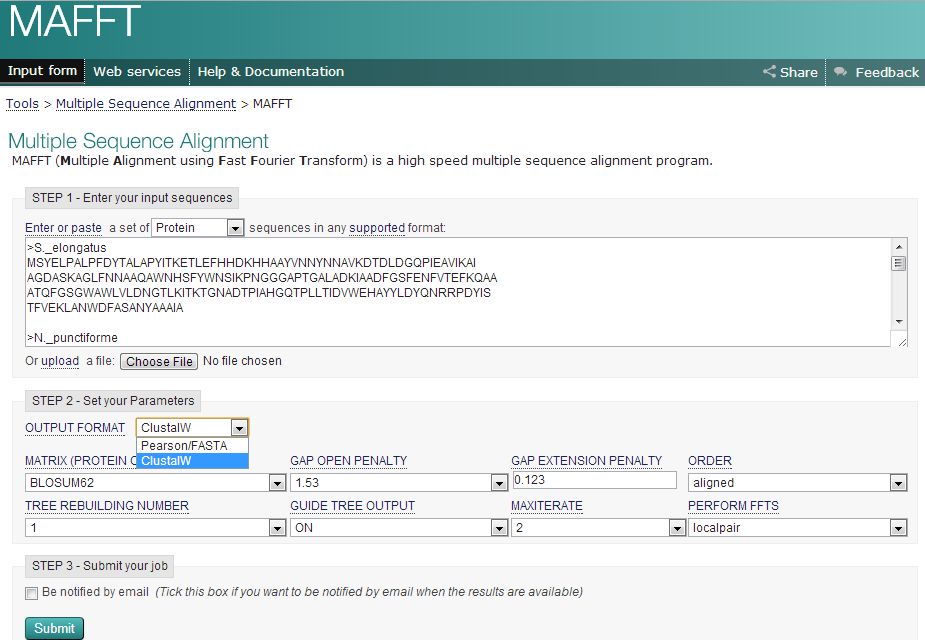 MAFFT
Input form Web services Help & Documentation Share Feedback
Tools > Multiple Sequence Alignment > MAFFT
Multiple Sequence Alignment
MAFFT (Multiple Alignment using Fast Fourier Transform) is a high speed multiple sequence alignment program.
STEP 1 - Enter your input sequences
Enter or paste a set of Protein sequences in any supported format:
>S._elongatus
MSYELPALPFDYTALAPYITKETLEFHHDKHHAAYVNNYNNAVKDTDLDGQPIEAVIKAI
AGDASKAGLFNNAAQAWNHSFYWNSIKPNGGGAPTGALADKIAADFGSFENFVTEFKQAA
ATQFGSGWAWLVLDNGTLKITKTGNADTPIAHGQTPLLTIDVWEHAYYLDYQNRRPDYIS
TFVEKLANWDFASANYAAAIA
>N._punctiforme
Or upload a file: Choose File No file chosen
STEP 2 - Set your Parameters
OUTPUT FORMAT ClustalW
Pearson/FASTA
ClustalW
MATRIX (PROTEIN GAP OPEN PENALTY GAP EXTENSION PENALTY ORDER
BLOSUM62 1.53 0.123 aligned
TREE REBUILDING NUMBER GUIDE TREE OUTPUT MAXITERATE PERFORM FFTS
1 ON 2 localpair
STEP 3 - Submit your job
Be notified by email (Tick this box if you want to be notified by email when the results are available)
Submit